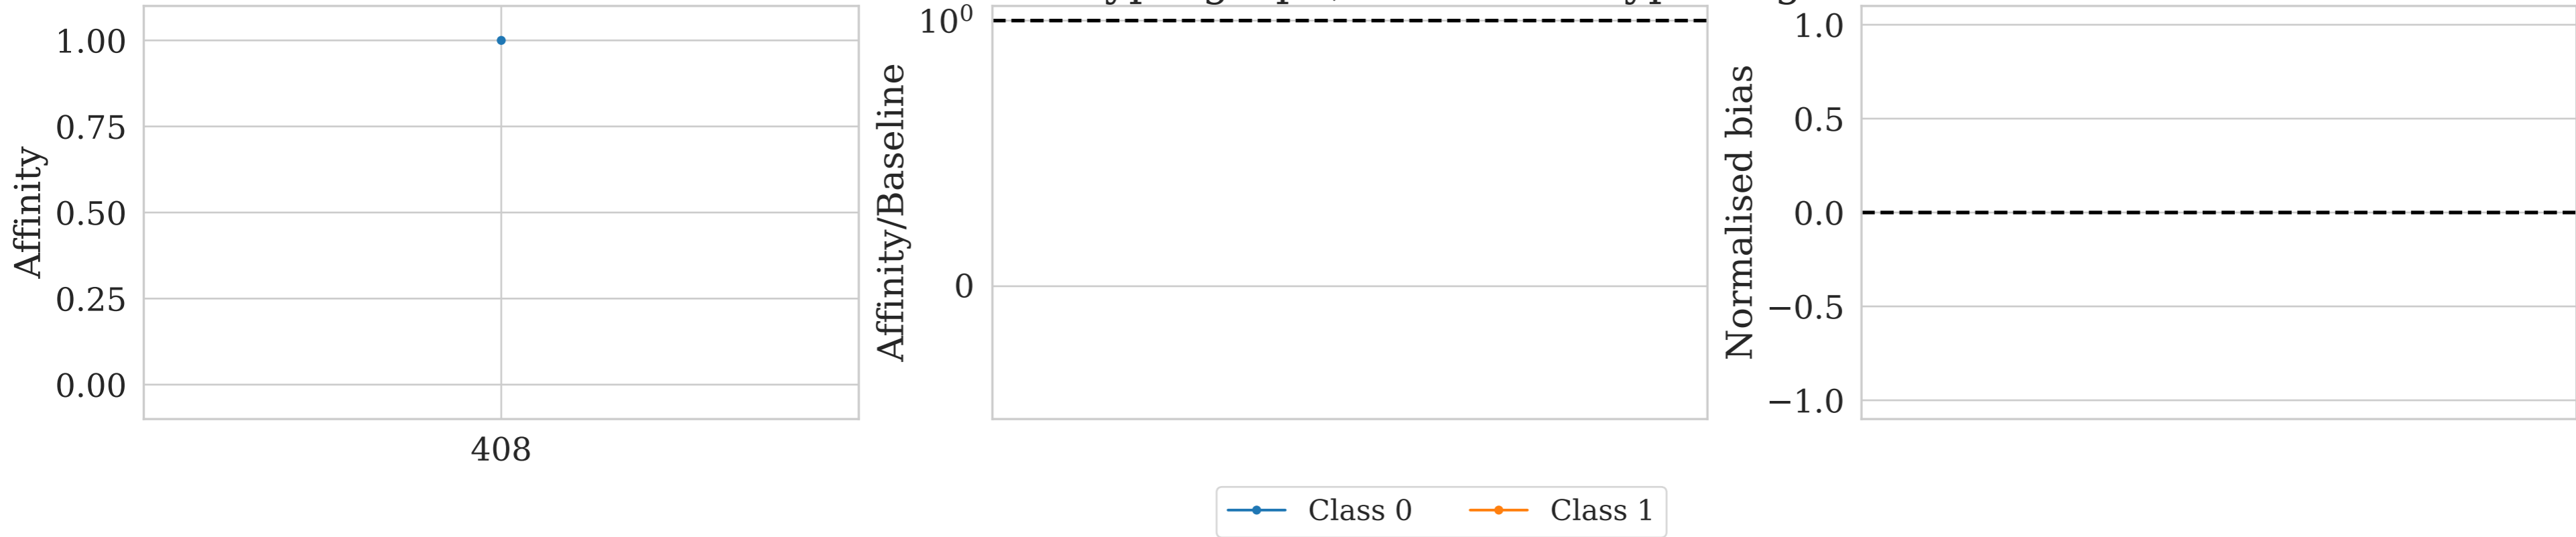 Affinity
1.00
0.75
0.50
0.25
0.00
408
Affinity/Baseline
10⁰
0
Normalised bias
1.0
0.5
0.0
−0.5
−1.0
Class 0
Class 1